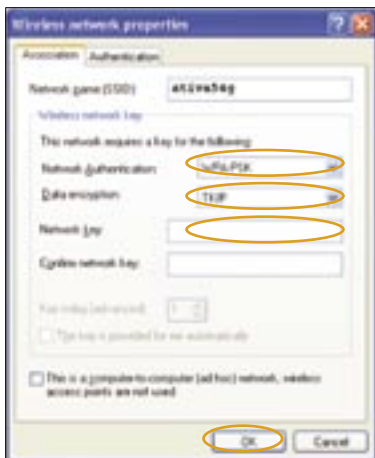 Wireless network properties
Association Authentication
Network name (SSID):
Wireless network key
This network requires a key for the following:
Network Authentication: WPA-PSK
Data encryption: TKIP
Network key:
Confirm network key:
Key index (advanced): 1
The key is provided for me automatically
This is a computer-to-computer (ad hoc) network; wireless
access points are not used
OK Cancel